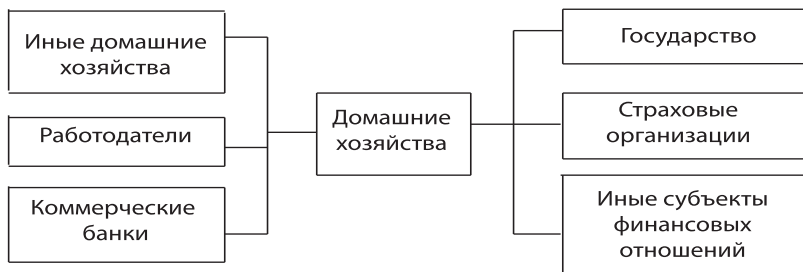 Иные домашние
хозяйства
Работодатели
Коммерческие
банки
Домашние
хозяйства
Государство
Страховые
организации
Иные субъекты
финансовых
отношений